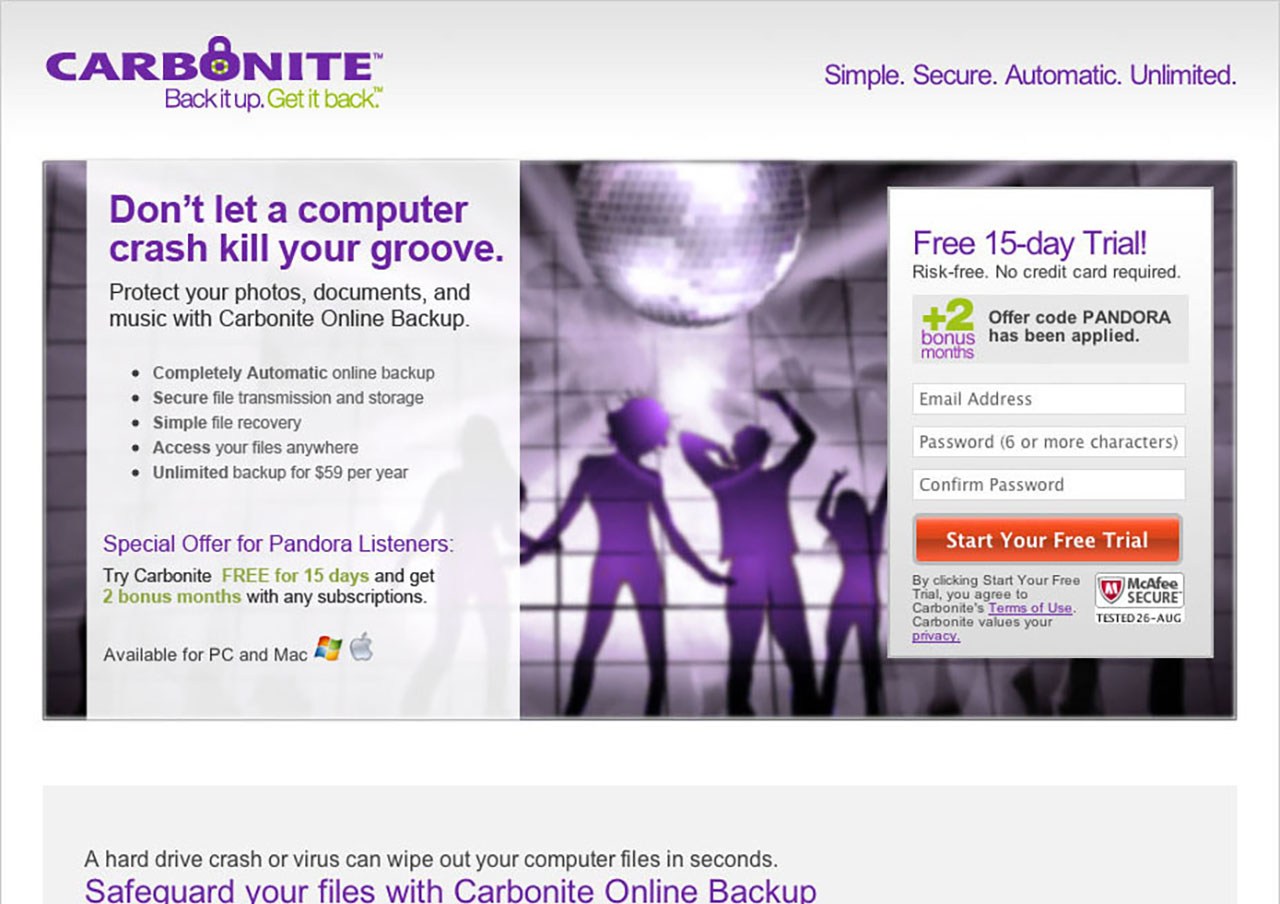 CARBONITE™
Back it up. Get it back.™
Simple. Secure. Automatic. Unlimited.
Don't let a computer
crash kill your groove.
Protect your photos, documents, and
music with Carbonite Online Backup.
• Completely Automatic online backup
• Secure file transmission and storage
• Simple file recovery
• Access your files anywhere
• Unlimited backup for $59 per year
Special Offer for Pandora Listeners:
Try Carbonite FREE for 15 days and get
2 bonus months with any subscriptions.
Available for PC and Mac
Free 15-day Trial!
Risk-free. No credit card required.
+2
bonus
months
Offer code PANDORA
has been applied.
Email Address
Password (6 or more characters)
Confirm Password
Start Your Free Trial
By clicking Start Your Free
Trial, you agree to
Carbonite's Terms of Use.
Carbonite values your
privacy.
McAfee
SECURE™
TESTED 26-AUG
A hard drive crash or virus can wipe out your computer files in seconds.
Safeguard your files with Carbonite Online Backup